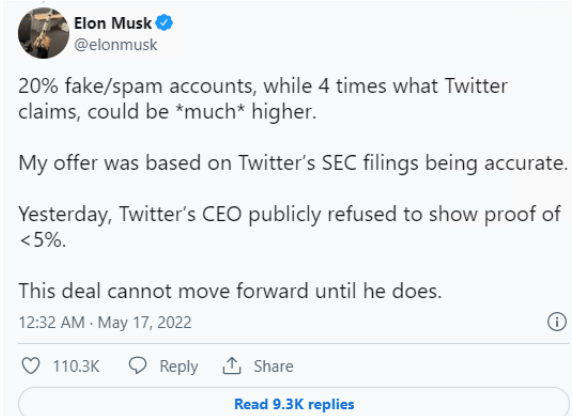 Elon Musk
@elonmusk
20% fake/spam accounts, while 4 times what Twitter
claims, could be *much* higher.
My offer was based on Twitter's SEC filings being accurate.
Yesterday, Twitter's CEO publicly refused to show proof of
<5%.
This deal cannot move forward until he does.
12:32 AM · May 17, 2022
110.3K Reply Share
Read 9.3K replies